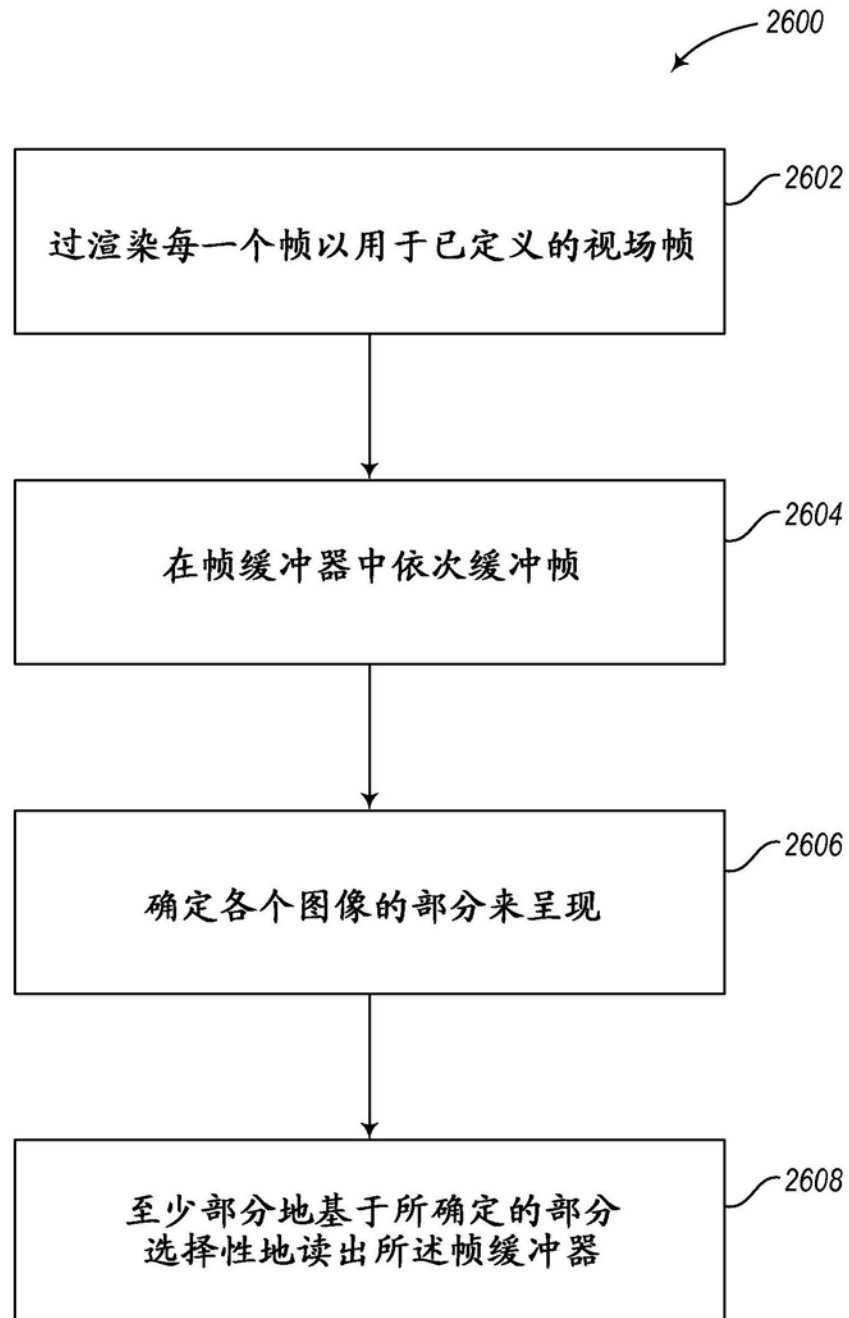 2600
2602
过渲染每一个帧以用于已定义的视场帧
2604
在帧缓冲器中依次缓冲帧
2606
确定各个图像的部分来呈现
2608
至少部分地基于所确定的部分
选择性地读出所述帧缓冲器